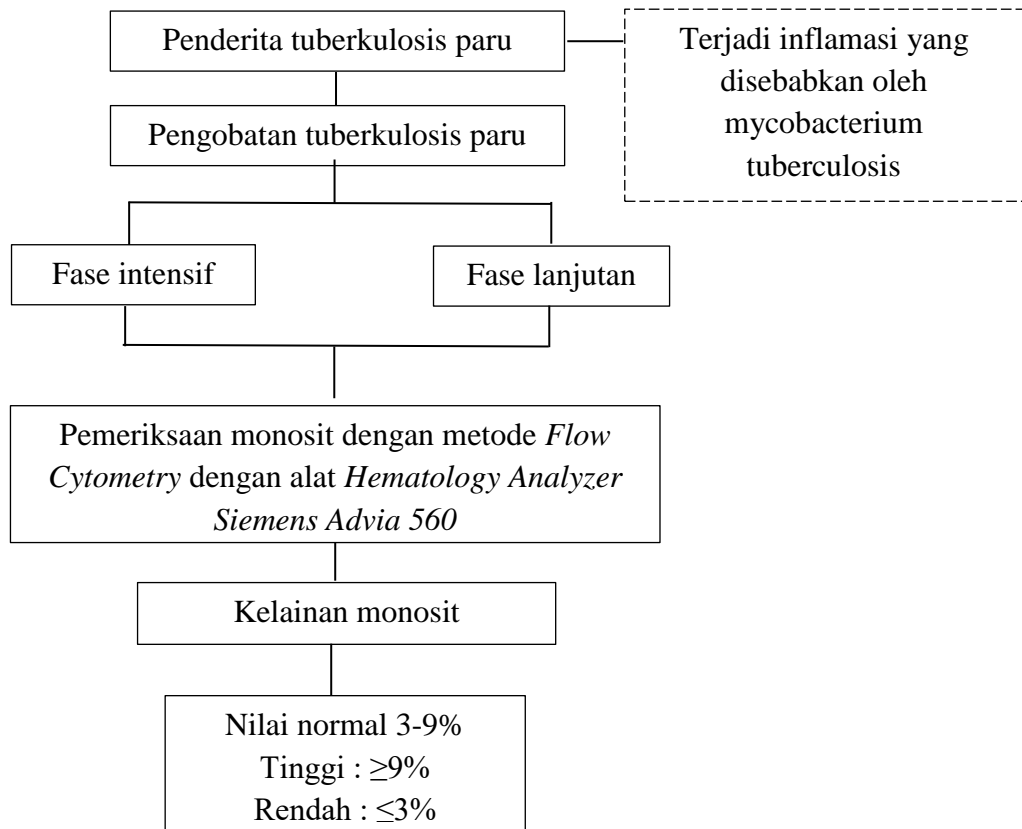 Penderita tuberkulosis paru
Terjadi inflamasi yang
disebabkan oleh
mycobacterium
tuberculosis
Pengobatan tuberkulosis paru
Fase intensif
Fase lanjutan
Pemeriksaan monosit dengan metode Flow
Cytometry dengan alat Hematology Analyzer
Siemens Advia 560
Kelainan monosit
Nilai normal 3-9%
Tinggi : ≥9%
Rendah : ≤3%